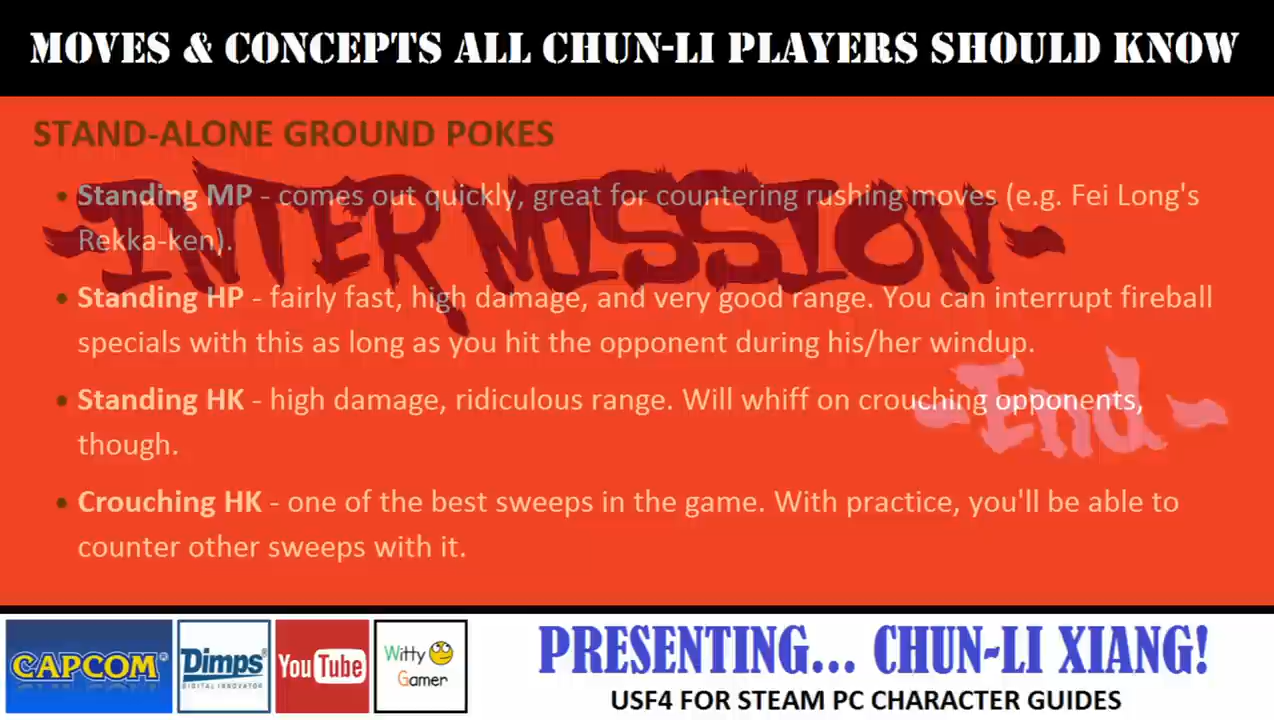 MOVES & CONCEPTS ALL CHUN-LI PLAYERS SHOULD KNOW
STAND-ALONE GROUND POKES
• Standing MP - comes out quickly, great for countering rushing moves (e.g. Fei Long's
Rekka-ken).
-INTERMISSION-
• Standing HP - fairly fast, high damage, and very good range. You can interrupt fireball
specials with this as long as you hit the opponent during his/her windup.
• Standing HK - high damage, ridiculous range. Will whiff on crouching opponents,
though.
-End-
• Crouching HK - one of the best sweeps in the game. With practice, you'll be able to
counter other sweeps with it.
CAPCOM®
Dimps®
DIGITAL INNOVATOR
YouTube
Witty
Gamer
PRESENTING... CHUN-LI XIANG!
USF4 FOR STEAM PC CHARACTER GUIDES